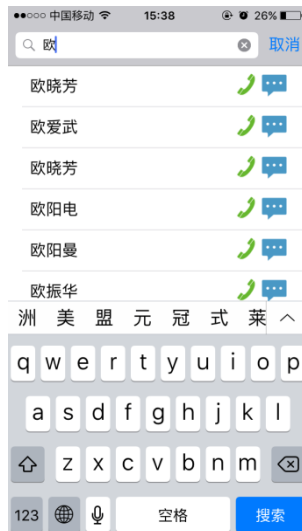 中国移动 15:38 26%
欧 取消
欧晓芳
欧爱武
欧晓芳
欧阳电
欧阳曼
欧振华
洲 美 盟 元 冠 式 莱
q w e r t y u i o p
a s d f g h j k l
z x c v b n m
123 空格 搜索